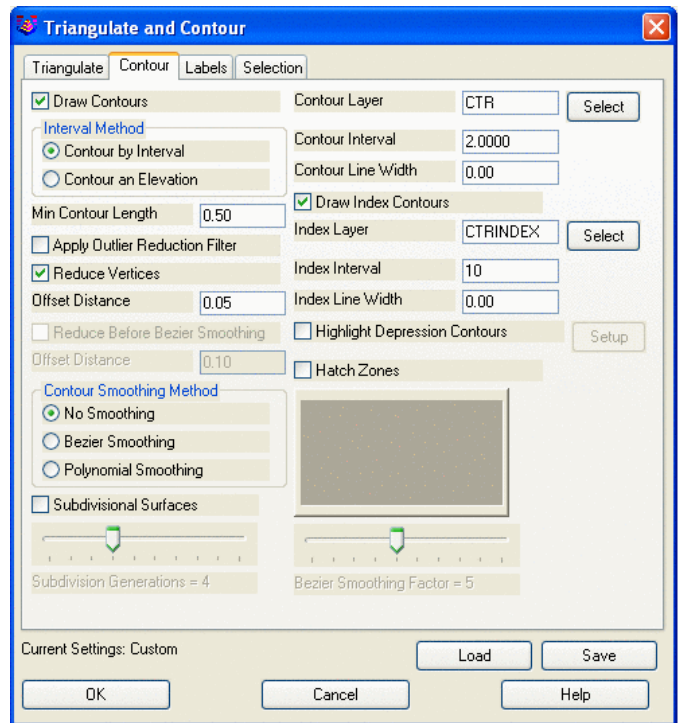 Triangulate and Contour
Triangulate
Contour
Labels
Selection
Draw Contours
Interval Method
Contour by Interval
Contour an Elevation
Min Contour Length
0.50
Apply Outlier Reduction Filter
Reduce Vertices
Offset Distance
0.05
Reduce Before Bezier Smoothing
Offset Distance
0.10
Contour Smoothing Method
No Smoothing
Bezier Smoothing
Polynomial Smoothing
Subdivisional Surfaces
Subdivision Generations = 4
Contour Layer
CTR
Select
Contour Interval
2.0000
Contour Line Width
0.00
Draw Index Contours
Index Layer
CTRINDEX
Select
Index Interval
10
Index Line Width
0.00
Highlight Depression Contours
Setup
Hatch Zones
Bezier Smoothing Factor = 5
Current Settings: Custom
Load
Save
OK
Cancel
Help